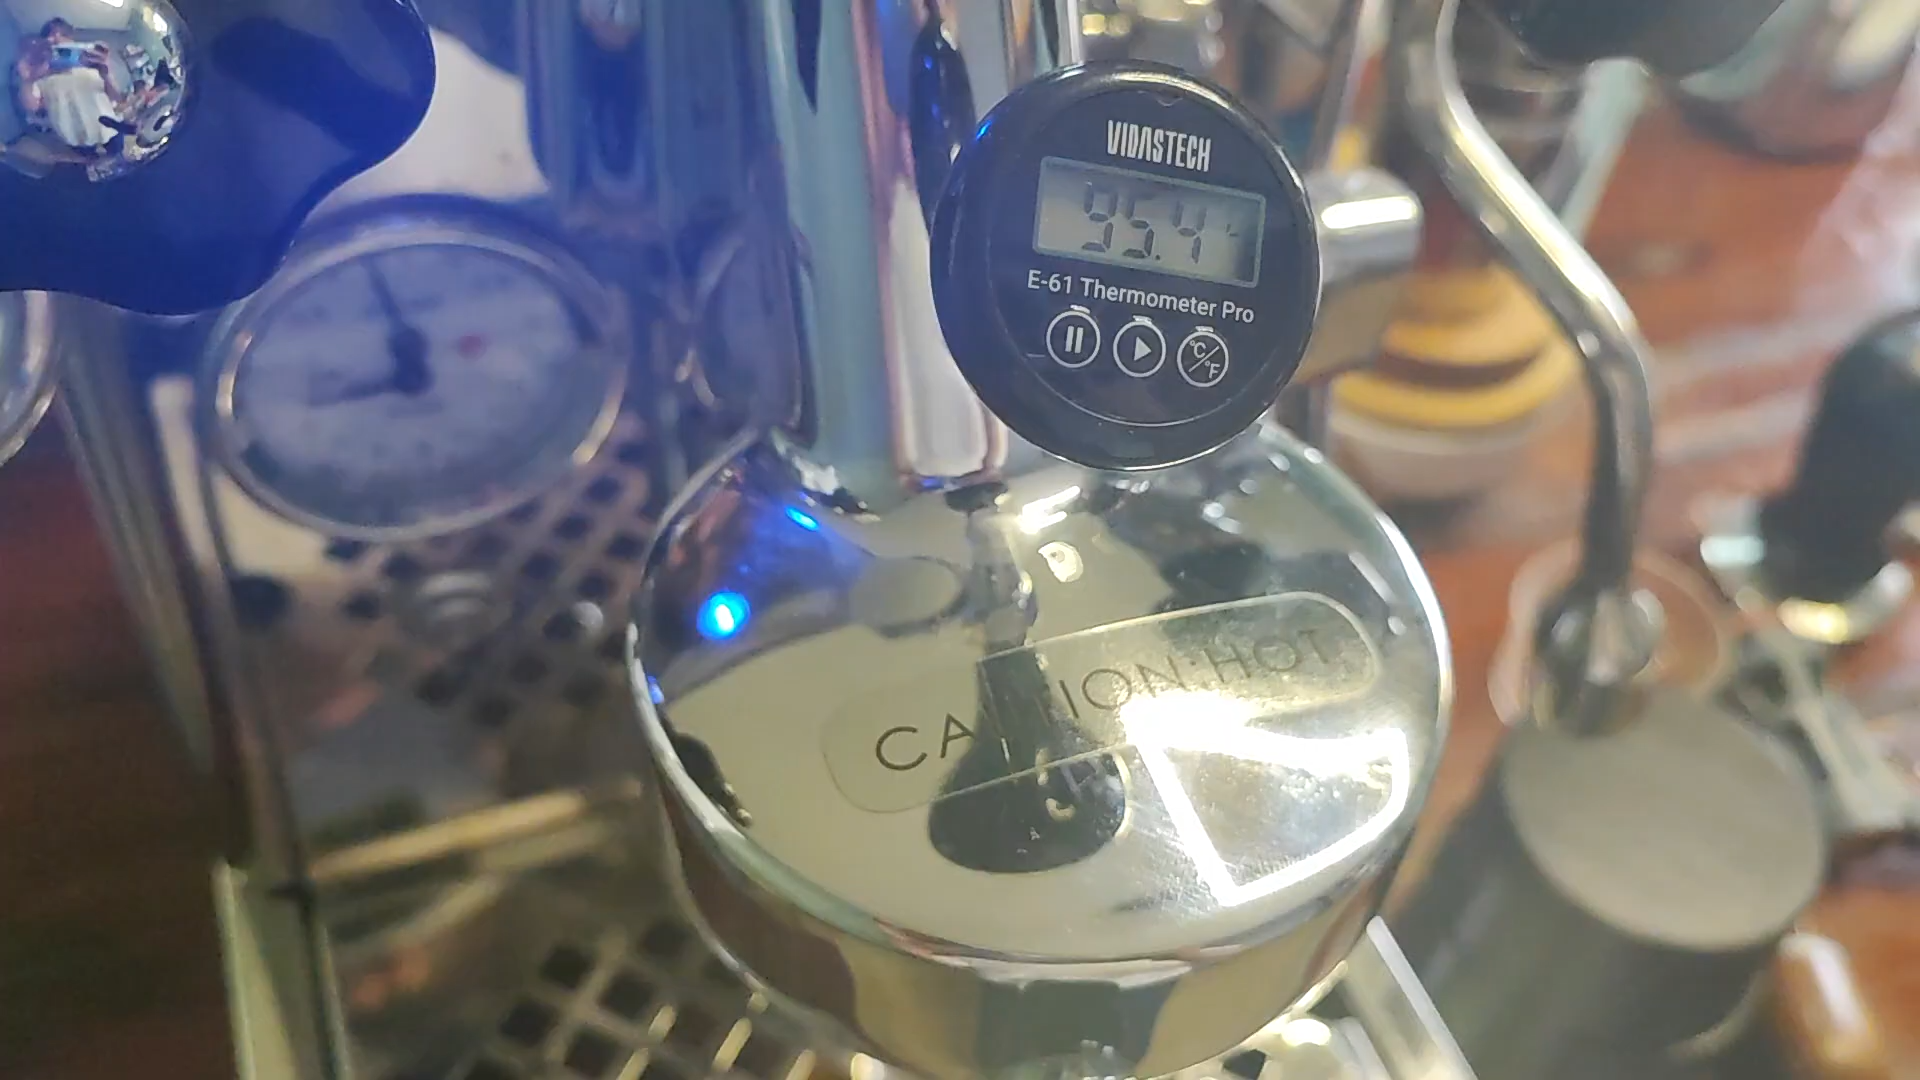 VIDASTECH
95.4
E-61 Thermometer Pro
°C/°F
CAUTION:HOT